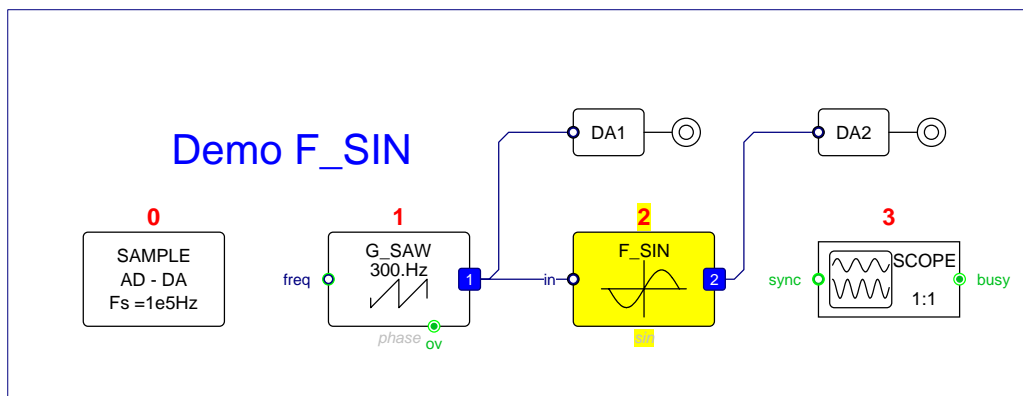 DA1
DA2
Demo F_SIN
0
1
2
3
SAMPLE
AD - DA
Fs =1e5Hz
freq
G_SAW
300.Hz
1
phase
ov
in
F_SIN
2
sin
sync
SCOPE
1:1
busy